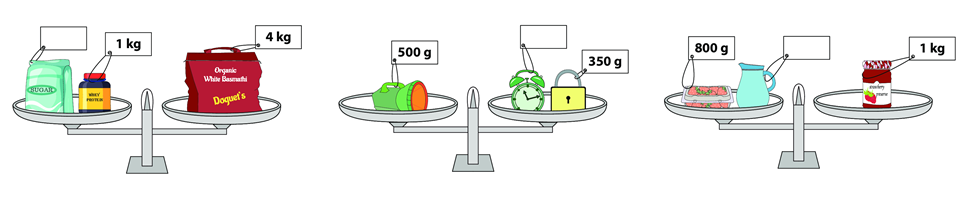 1 kg
4 kg
SUGAR
WHEY
PROTEIN
Organic
White Basmathi
Doquet's
500 g
350 g
800 g
1 kg
strawberry
preserve